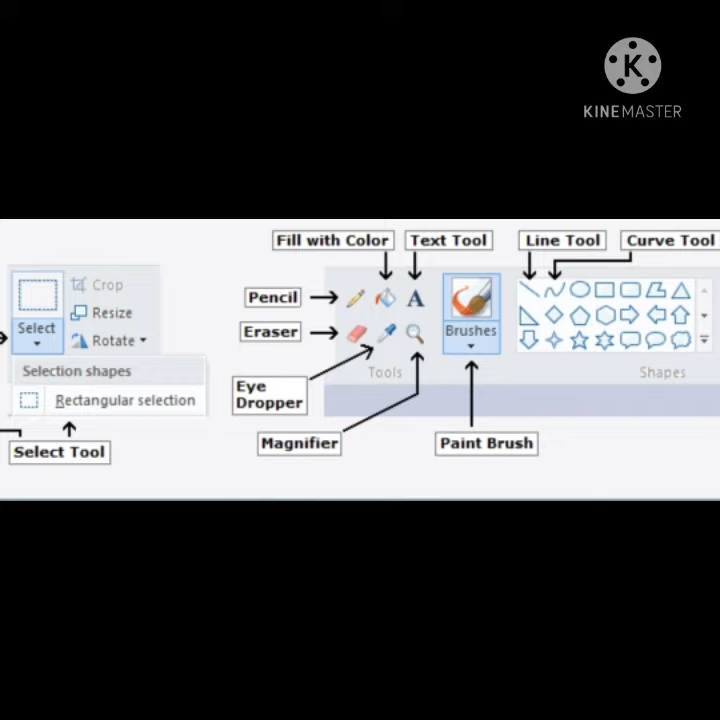 KINEMASTER
Fill with Color
Text Tool
Line Tool
Curve Tool
Crop
Pencil
A
Resize
Select
Eraser
Brushes
Rotate
Selection shapes
Tools
Shapes
Eye
Dropper
Rectangular selection
Magnifier
Paint Brush
Select Tool